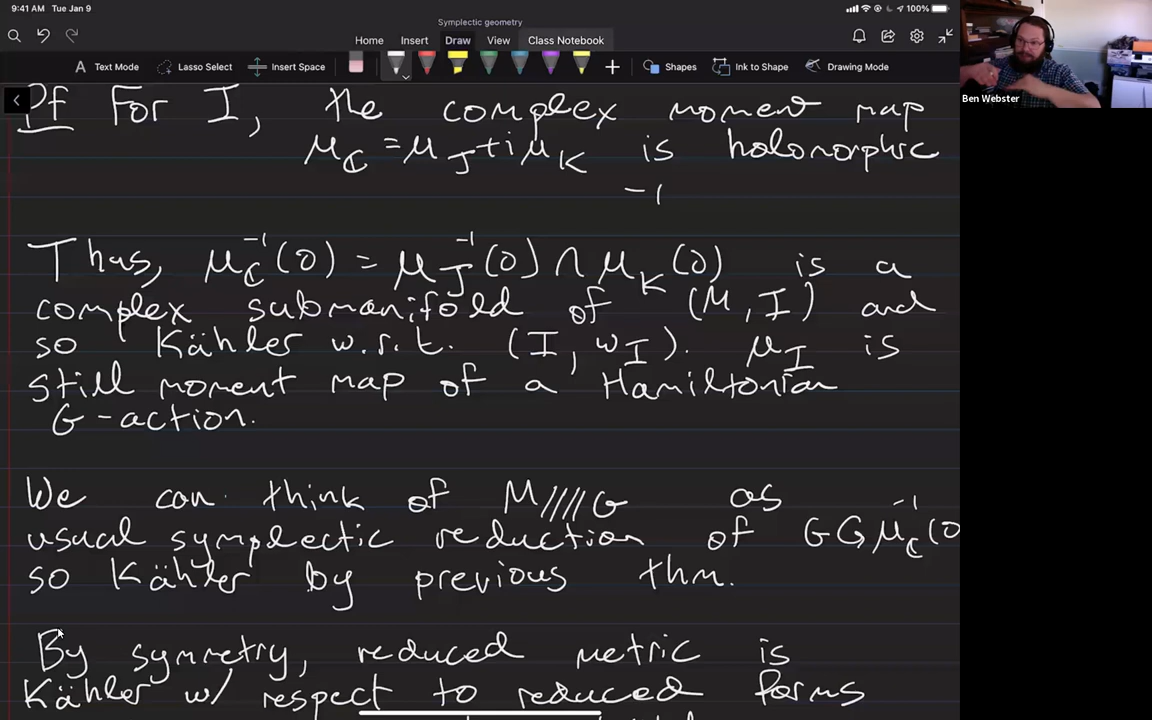 9:41 AM Tue Jan 9
100%
Symplectic geometry
Home Insert Draw View Class Notebook
Text Mode Lasso Select Insert Space Shapes Ink to Shape Drawing Mode
Ben Webster
Pf For I, the complex moment map
μ_C = μ_J + i μ_K is holomorphic
-1
Thus, μ_C^{-1}(0) = μ_J^{-1}(0) ∩ μ_K(0) is a
complex submanifold of (M, I) and
so Kähler w.r.t. (I, ω_I). μ_I is
still moment map of a Hamiltonian
G-action.
We can think of M////G as
usual symplectic reduction of G G μ_C^{-1}(0
so Kähler by previous thm.
By symmetry, reduced metric is
Kähler w/ respect to reduced forms